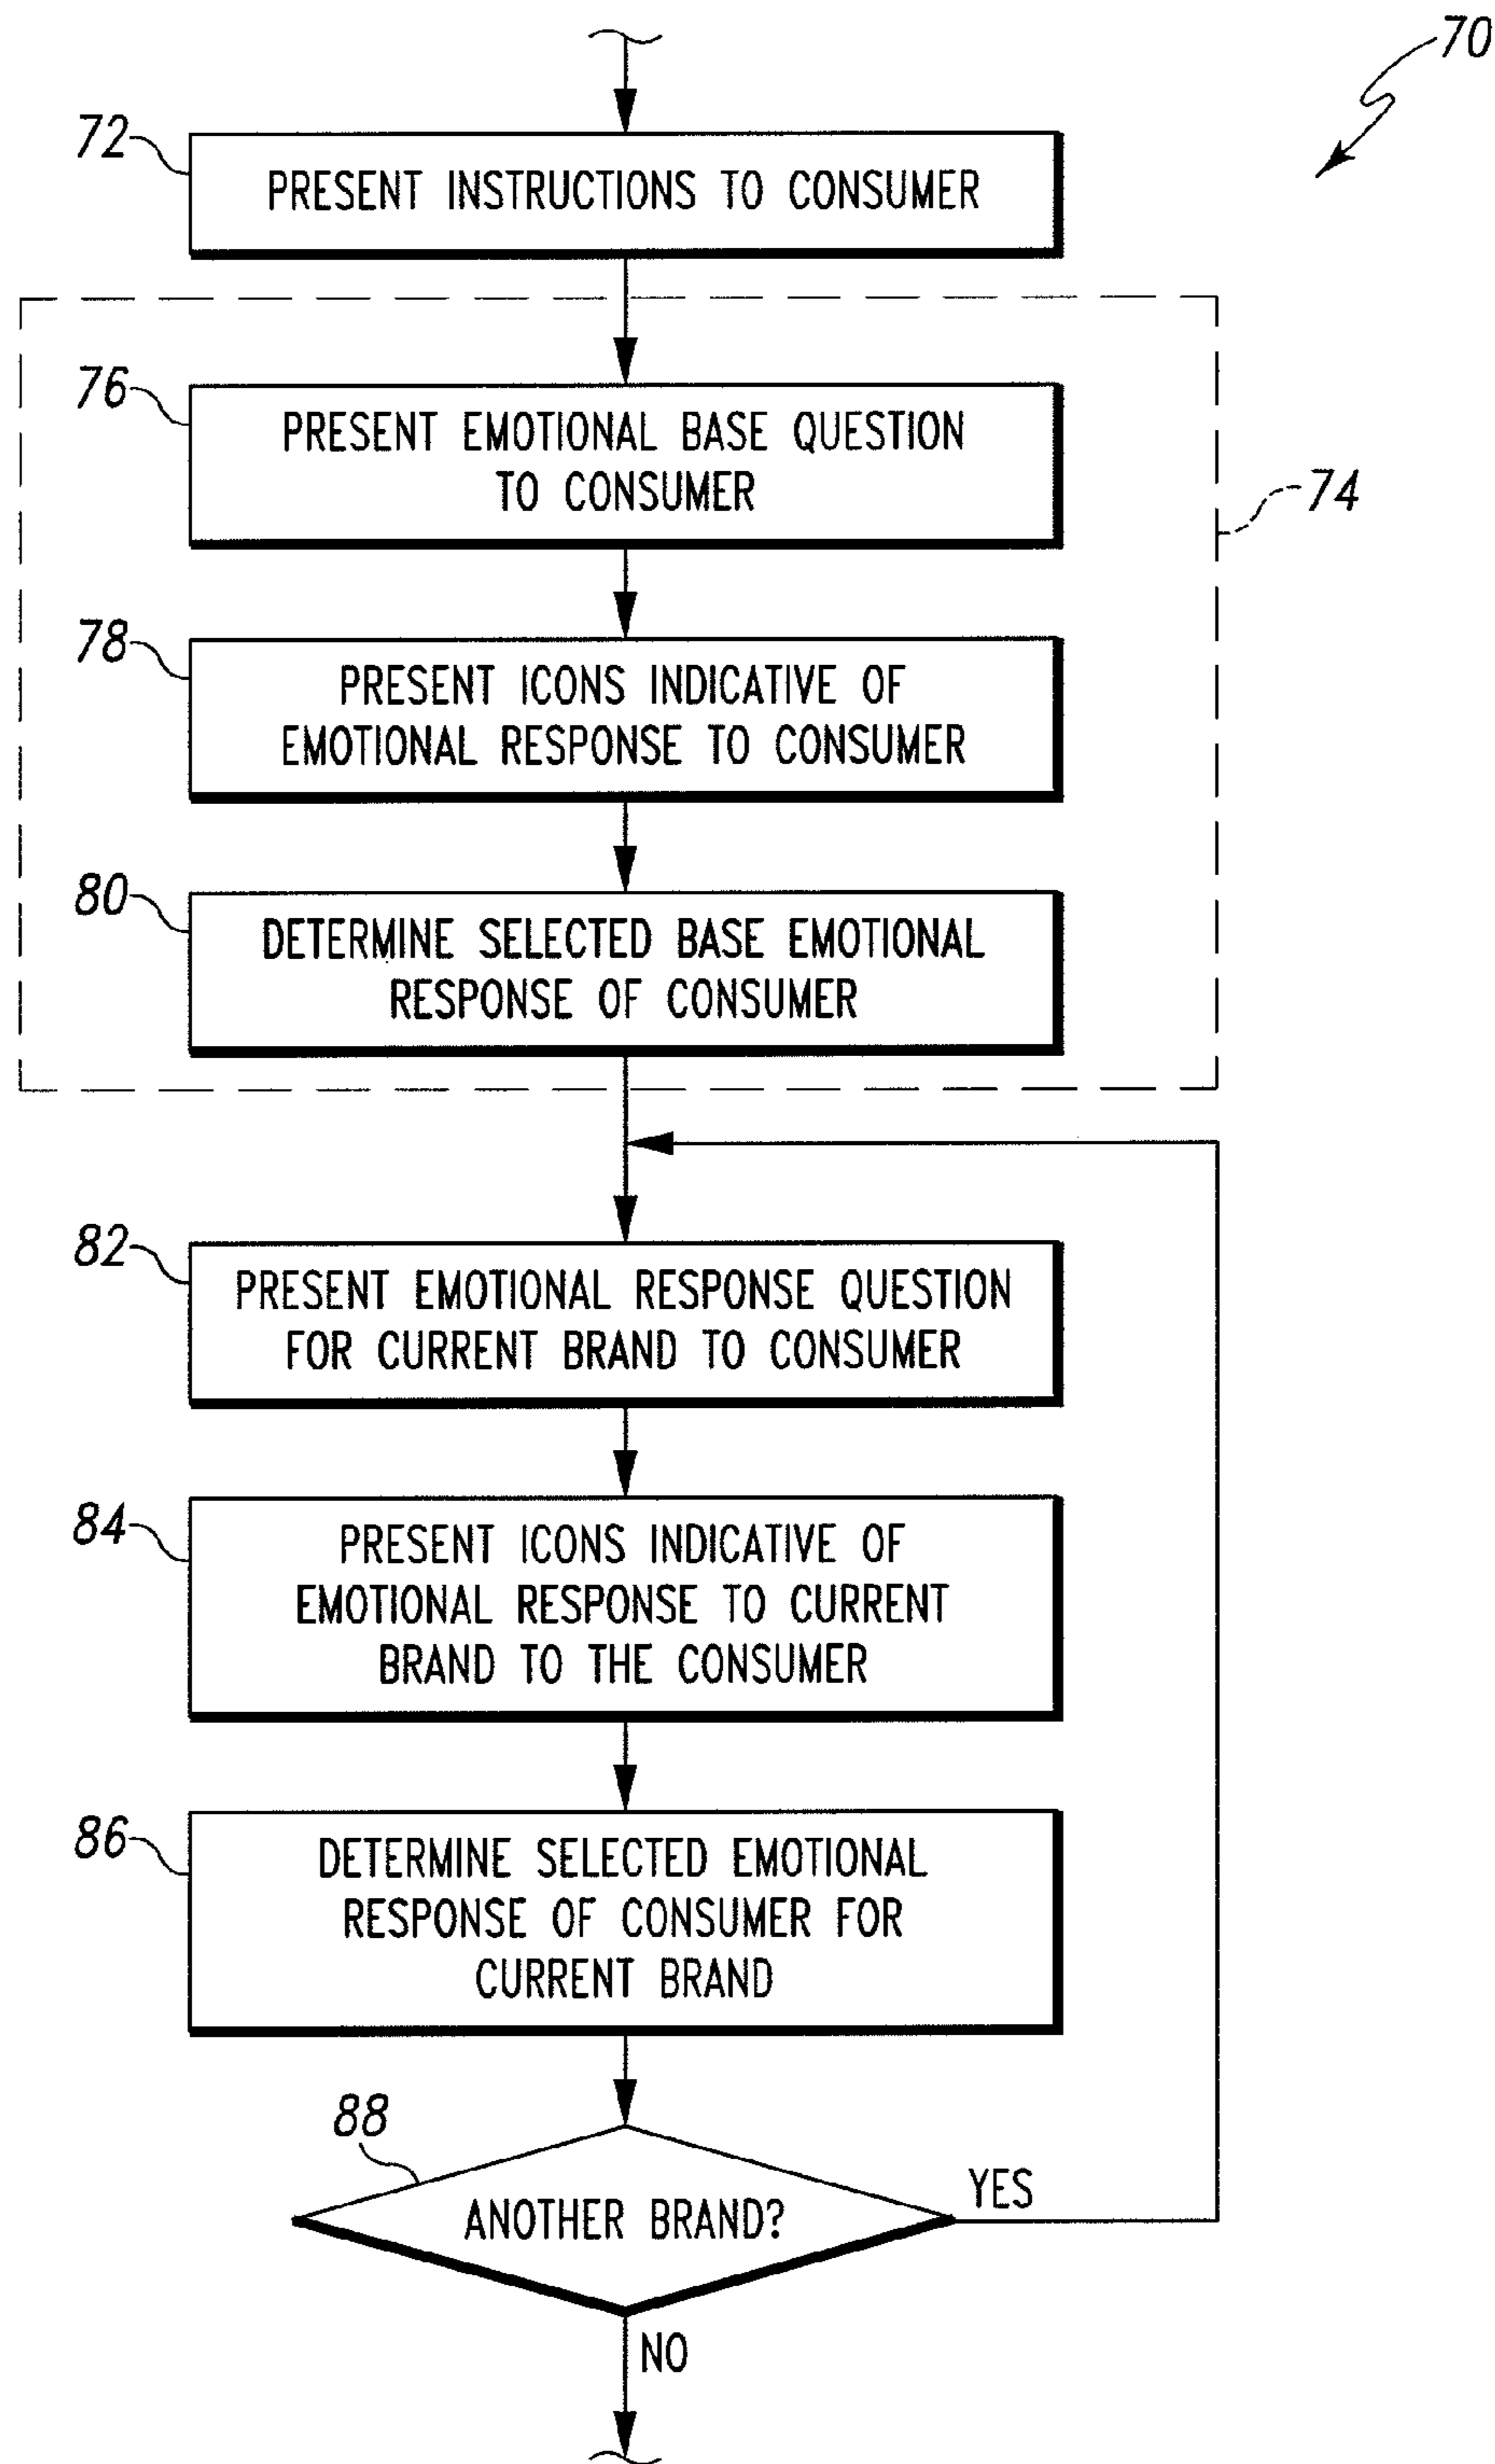 70
72
PRESENT INSTRUCTIONS TO CONSUMER
76
PRESENT EMOTIONAL BASE QUESTION
TO CONSUMER
74
78
PRESENT ICONS INDICATIVE OF
EMOTIONAL RESPONSE TO CONSUMER
80
DETERMINE SELECTED BASE EMOTIONAL
RESPONSE OF CONSUMER
82
PRESENT EMOTIONAL RESPONSE QUESTION
FOR CURRENT BRAND TO CONSUMER
84
PRESENT ICONS INDICATIVE OF
EMOTIONAL RESPONSE TO CURRENT
BRAND TO THE CONSUMER
86
DETERMINE SELECTED EMOTIONAL
RESPONSE OF CONSUMER FOR
CURRENT BRAND
88
ANOTHER BRAND?
YES
NO